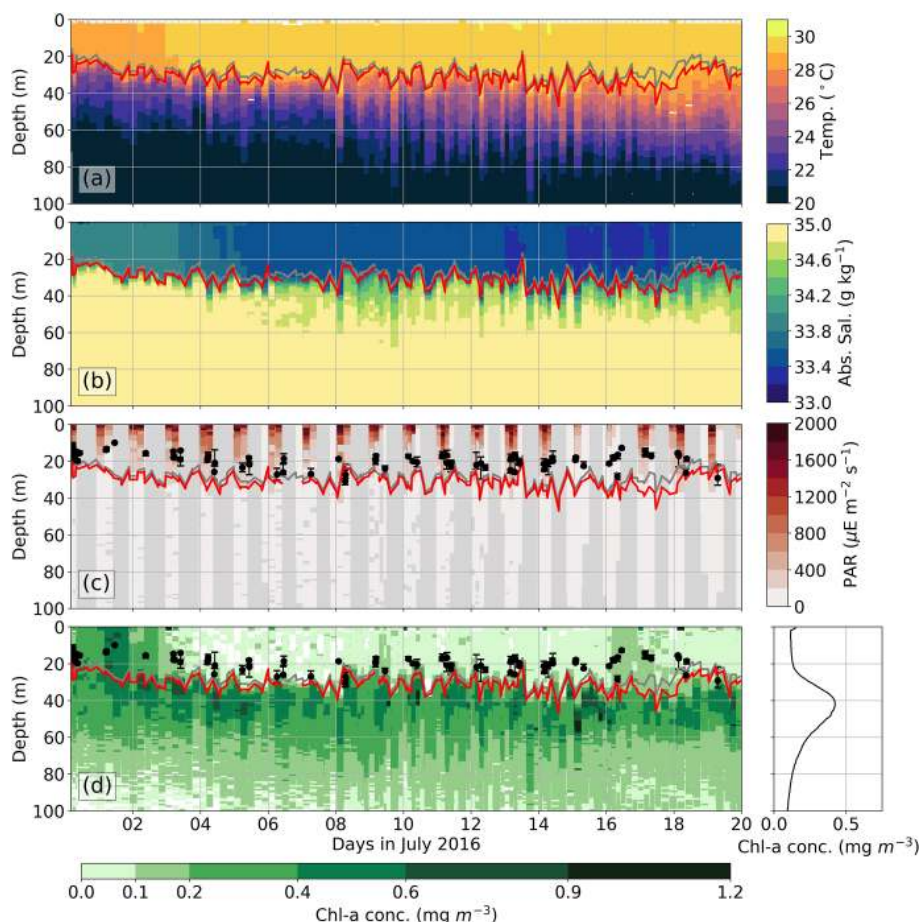 0
20
40
60
80
100
Depth (m)
(a)
30
28
26
24
22
20
Temp. (°C)
0
20
40
60
80
100
Depth (m)
(b)
35.0
34.6
34.2
33.8
33.4
33.0
Abs. Sal. (g kg⁻¹)
0
20
40
60
80
100
Depth (m)
(c)
2000
1600
1200
800
400
0
PAR (μE m⁻² s⁻¹)
0
20
40
60
80
100
Depth (m)
(d)
02 04 06 08 10 12 14 16 18 20
Days in July 2016
0.0 0.5
Chl-a conc. (mg m⁻³)
0.0 0.1 0.2 0.4 0.6 0.9 1.2
Chl-a conc. (mg m⁻³)